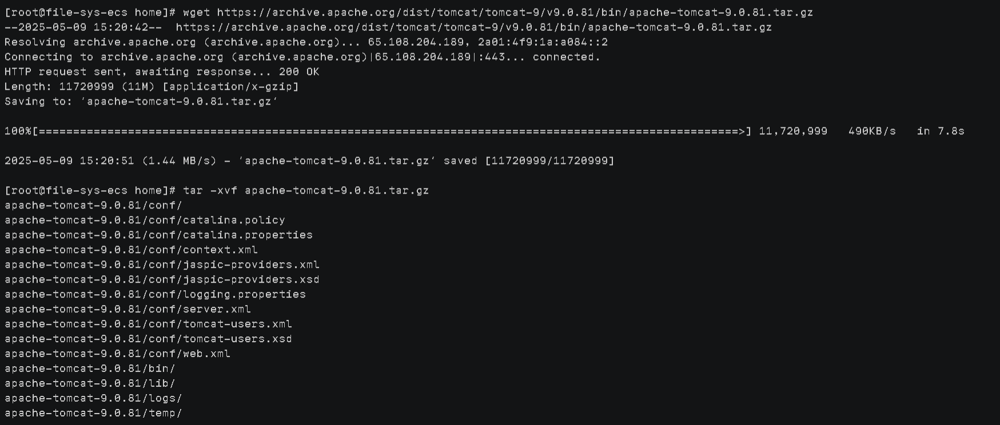 [root@file-sys-ecs home]# wget https://archive.apache.org/dist/tomcat/tomcat-9/v9.0.81/bin/apache-tomcat-9.0.81.tar.gz
--2025-05-09 15:20:42--  https://archive.apache.org/dist/tomcat/tomcat-9/v9.0.81/bin/apache-tomcat-9.0.81.tar.gz
Resolving archive.apache.org (archive.apache.org)... 65.108.204.189, 2a01:4f9:1a:a084::2
Connecting to archive.apache.org (archive.apache.org)|65.108.204.189|:443... connected.
HTTP request sent, awaiting response... 200 OK
Length: 11720999 (11M) [application/x-gzip]
Saving to: ‘apache-tomcat-9.0.81.tar.gz’
100%[======================================================================================================>] 11,720,999   490KB/s   in 7.8s
2025-05-09 15:20:51 (1.44 MB/s) - ‘apache-tomcat-9.0.81.tar.gz’ saved [11720999/11720999]
[root@file-sys-ecs home]# tar -xvf apache-tomcat-9.0.81.tar.gz
apache-tomcat-9.0.81/conf/
apache-tomcat-9.0.81/conf/catalina.policy
apache-tomcat-9.0.81/conf/catalina.properties
apache-tomcat-9.0.81/conf/context.xml
apache-tomcat-9.0.81/conf/jaspic-providers.xml
apache-tomcat-9.0.81/conf/jaspic-providers.xsd
apache-tomcat-9.0.81/conf/logging.properties
apache-tomcat-9.0.81/conf/server.xml
apache-tomcat-9.0.81/conf/tomcat-users.xml
apache-tomcat-9.0.81/conf/tomcat-users.xsd
apache-tomcat-9.0.81/conf/web.xml
apache-tomcat-9.0.81/bin/
apache-tomcat-9.0.81/lib/
apache-tomcat-9.0.81/logs/
apache-tomcat-9.0.81/temp/